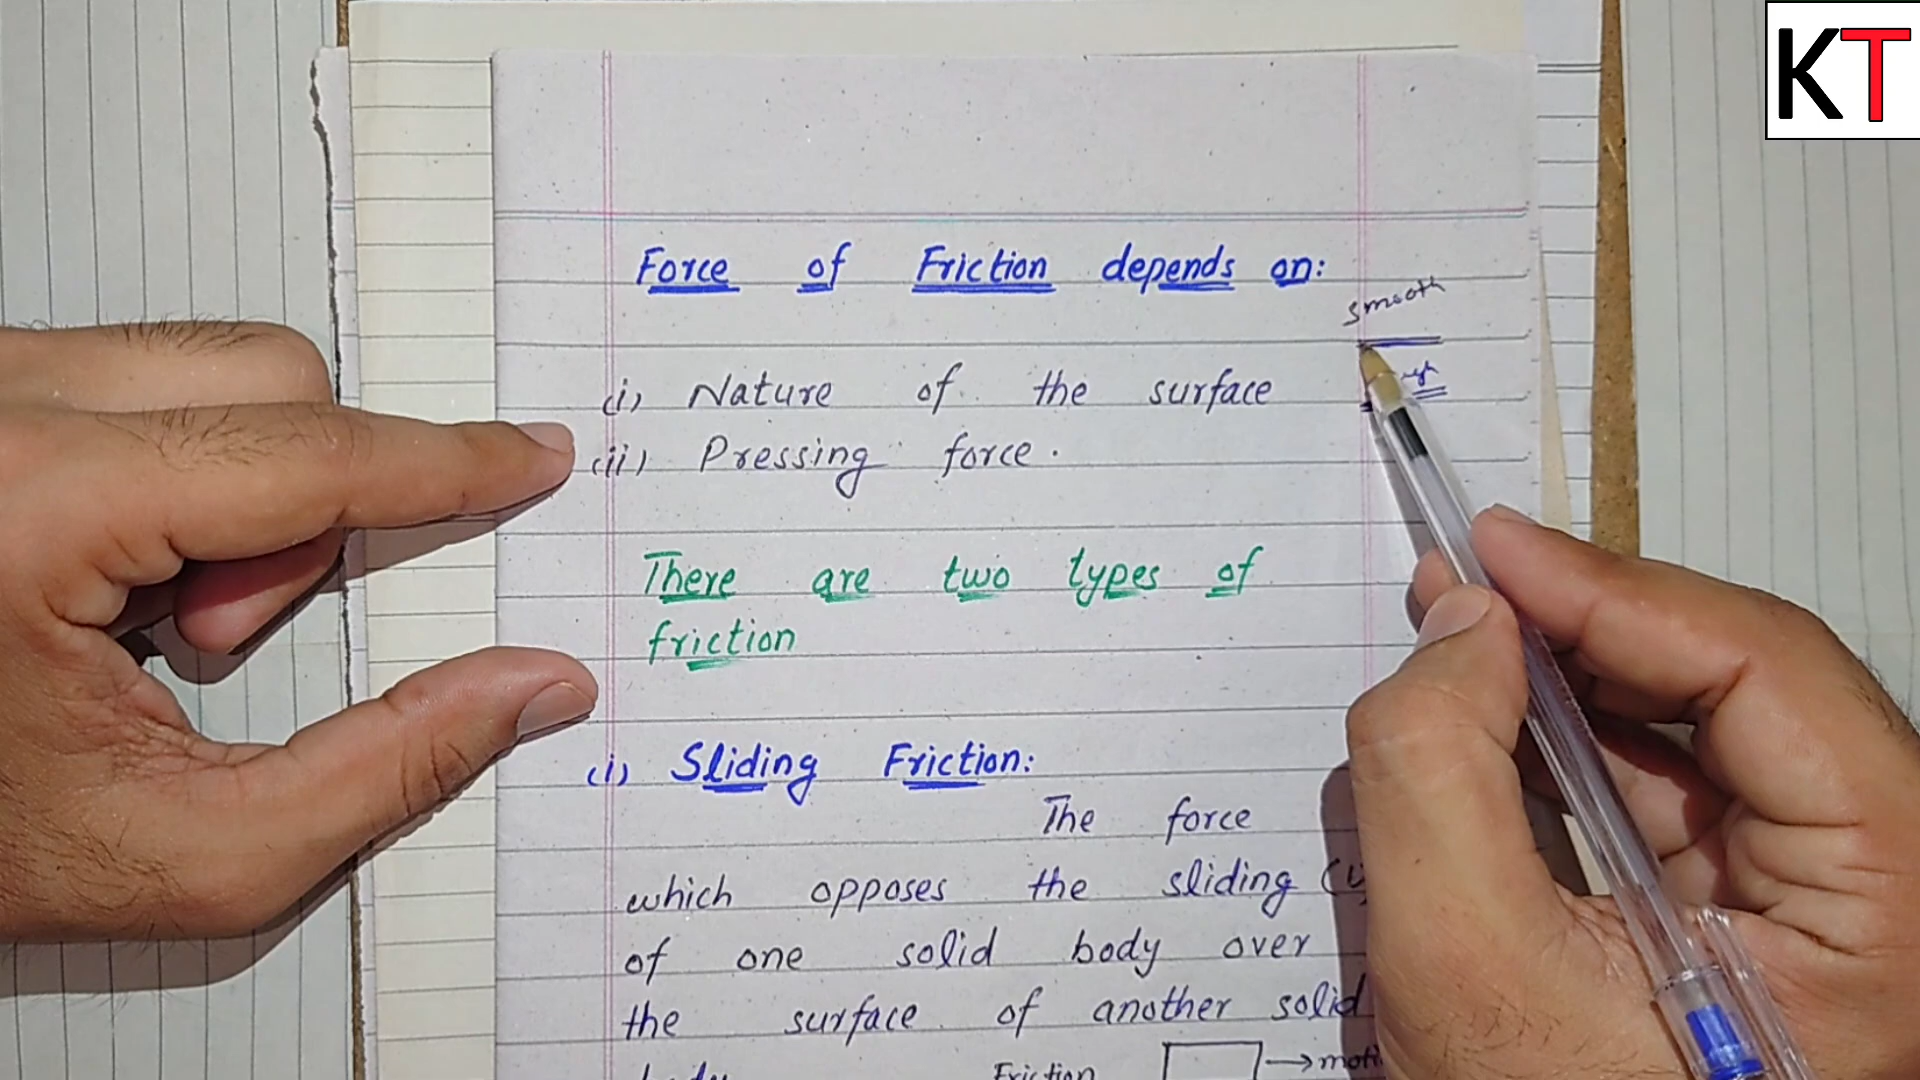 KT
Force of Friction depends on:
smooth
(i) Nature of the surface
(ii) Pressing force.
There are two types of
friction
(i) Sliding Friction:
The force
which opposes the sliding
of one solid body over
the surface of another solid
body
Friction